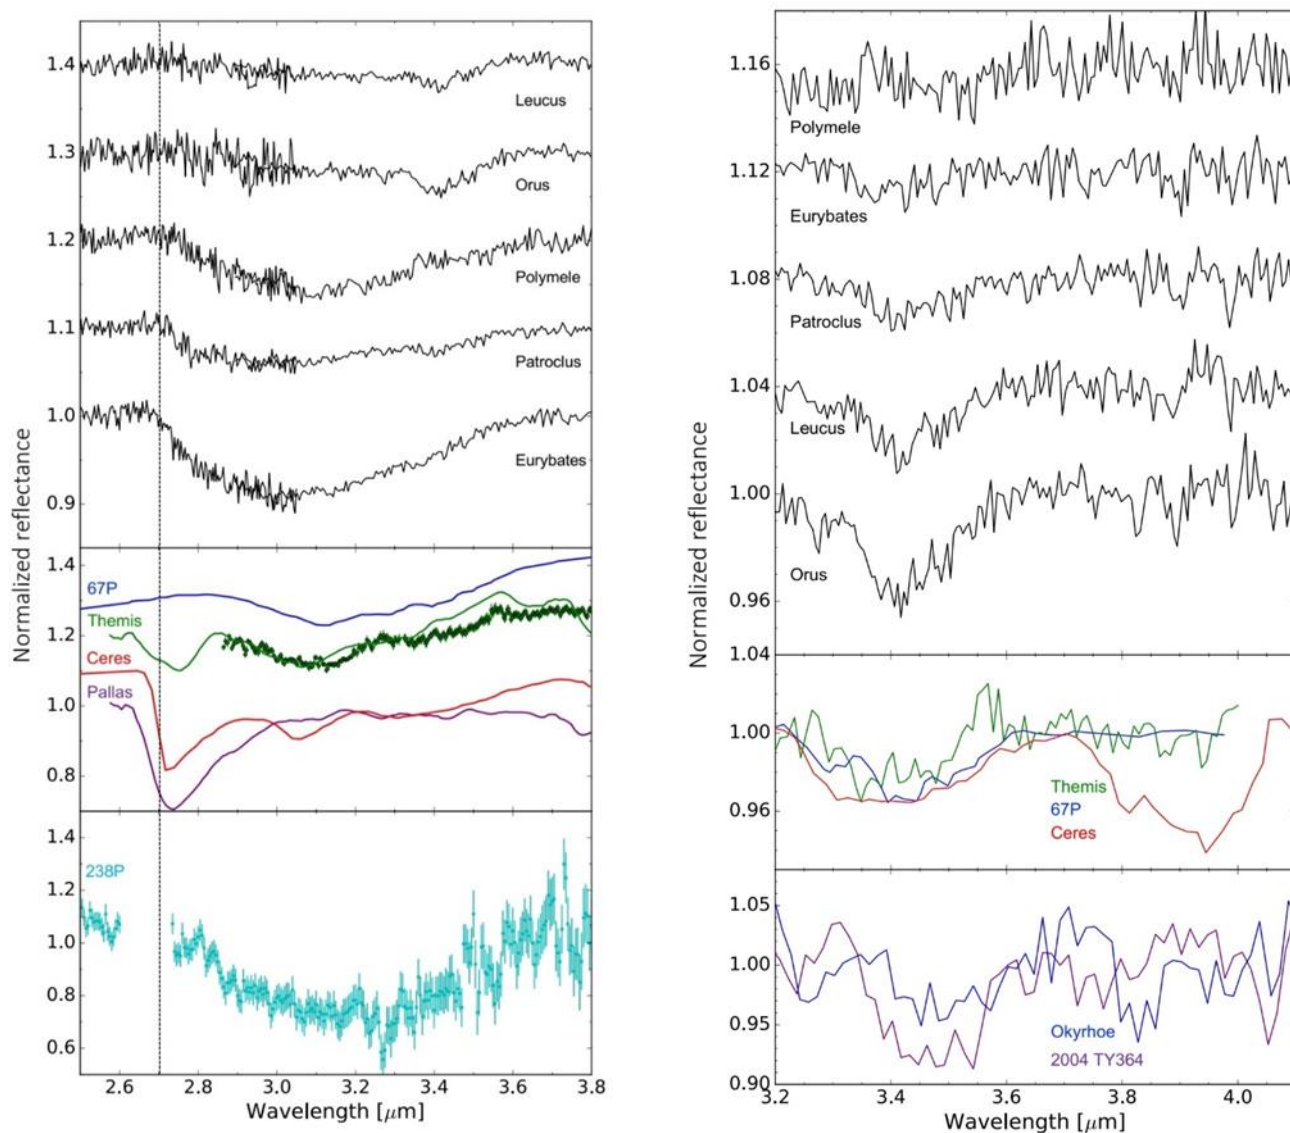 Normalized reflectance
1.4
1.3
1.2
1.1
1.0
0.9
Leucus
Orus
Polymele
Patroclus
Eurybates
Normalized reflectance
1.4
1.2
1.0
0.8
67P
Themis
Ceres
Pallas
1.4
1.2
1.0
0.8
0.6
238P
2.6 2.8 3.0 3.2 3.4 3.6 3.8
Wavelength [μm]
Normalized reflectance
1.16
1.12
1.08
1.04
1.00
0.96
1.04
Polymele
Eurybates
Patroclus
Leucus
Orus
1.00
0.96
Themis
67P
Ceres
1.05
1.00
0.95
0.90
Okyrhoe
2004 TY364
3.2 3.4 3.6 3.8 4.0
Wavelength [μm]